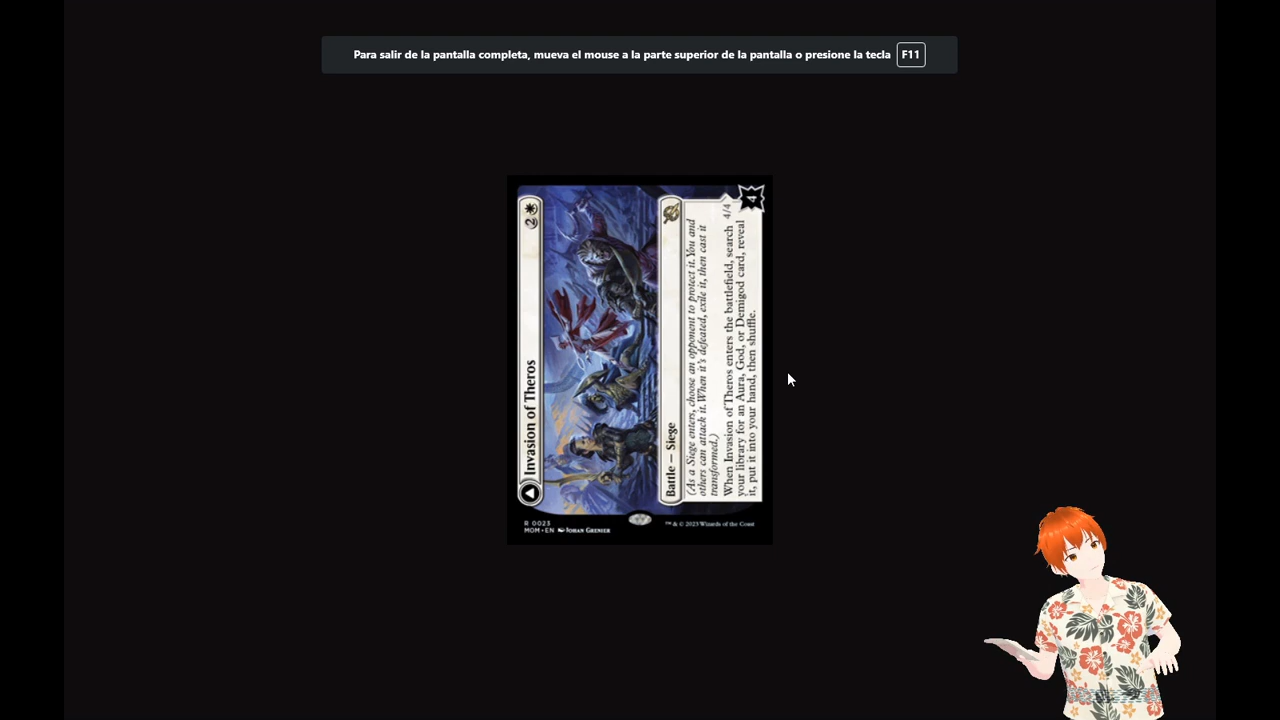 Para salir de la pantalla completa, mueva el mouse a la parte superior de la pantalla o presione la tecla F11
Invasion of Theros 2
Battle — Siege
(As a Siege enters, choose an opponent to protect it. You and
others can attack it. When it's defeated, exile it, then cast it
transformed.)
When Invasion of Theros enters the battlefield, search
your library for an Aura, God, or Demigod card, reveal
it, put it into your hand, then shuffle.
4/4
4
R 0023
MOM • EN Johan Grenier
™ & © 2023 Wizards of the Coast